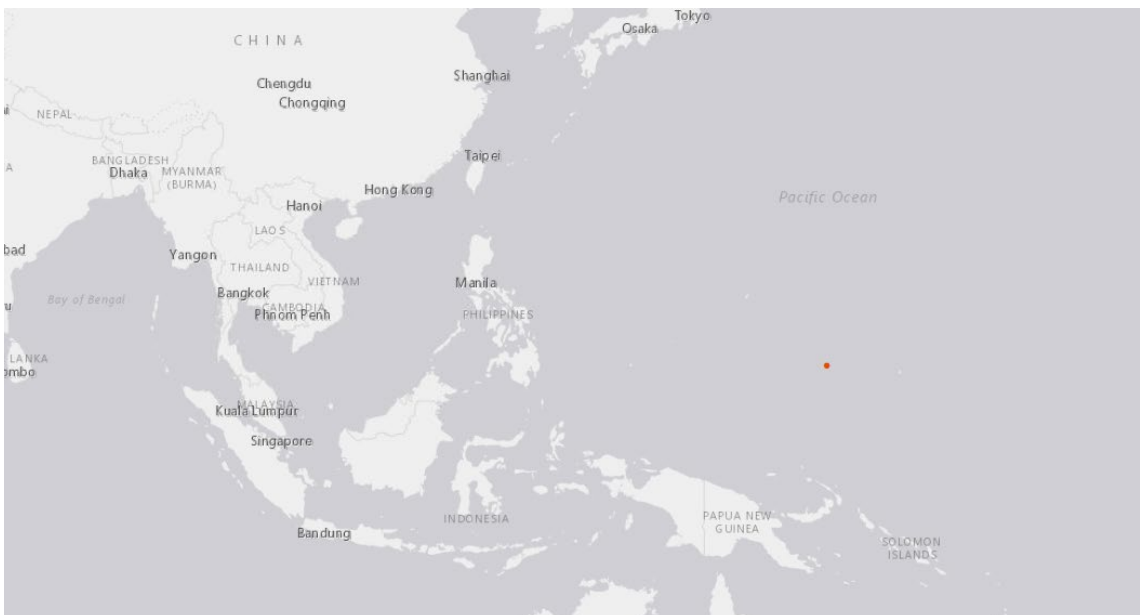 Tokyo
Osaka
CHINA
Shanghai
Chengdu
Chongqing
NEPAL
Taipei
BANGLADESH
Dhaka
MYANMAR
(BURMA)
Hong Kong
Pacific Ocean
Hanoi
LAOS
bad
Yangon
THAILAND
VIETNAM
Manila
Bangkok
Bay of Bengal
ru
CAMBODIA
Phnom Penh
PHILIPPINES
LANKA
ombo
MALAYSIA
Kuala Lumpur
Singapore
INDONESIA
PAPUA NEW
GUINEA
Bandung
SOLOMON
ISLANDS